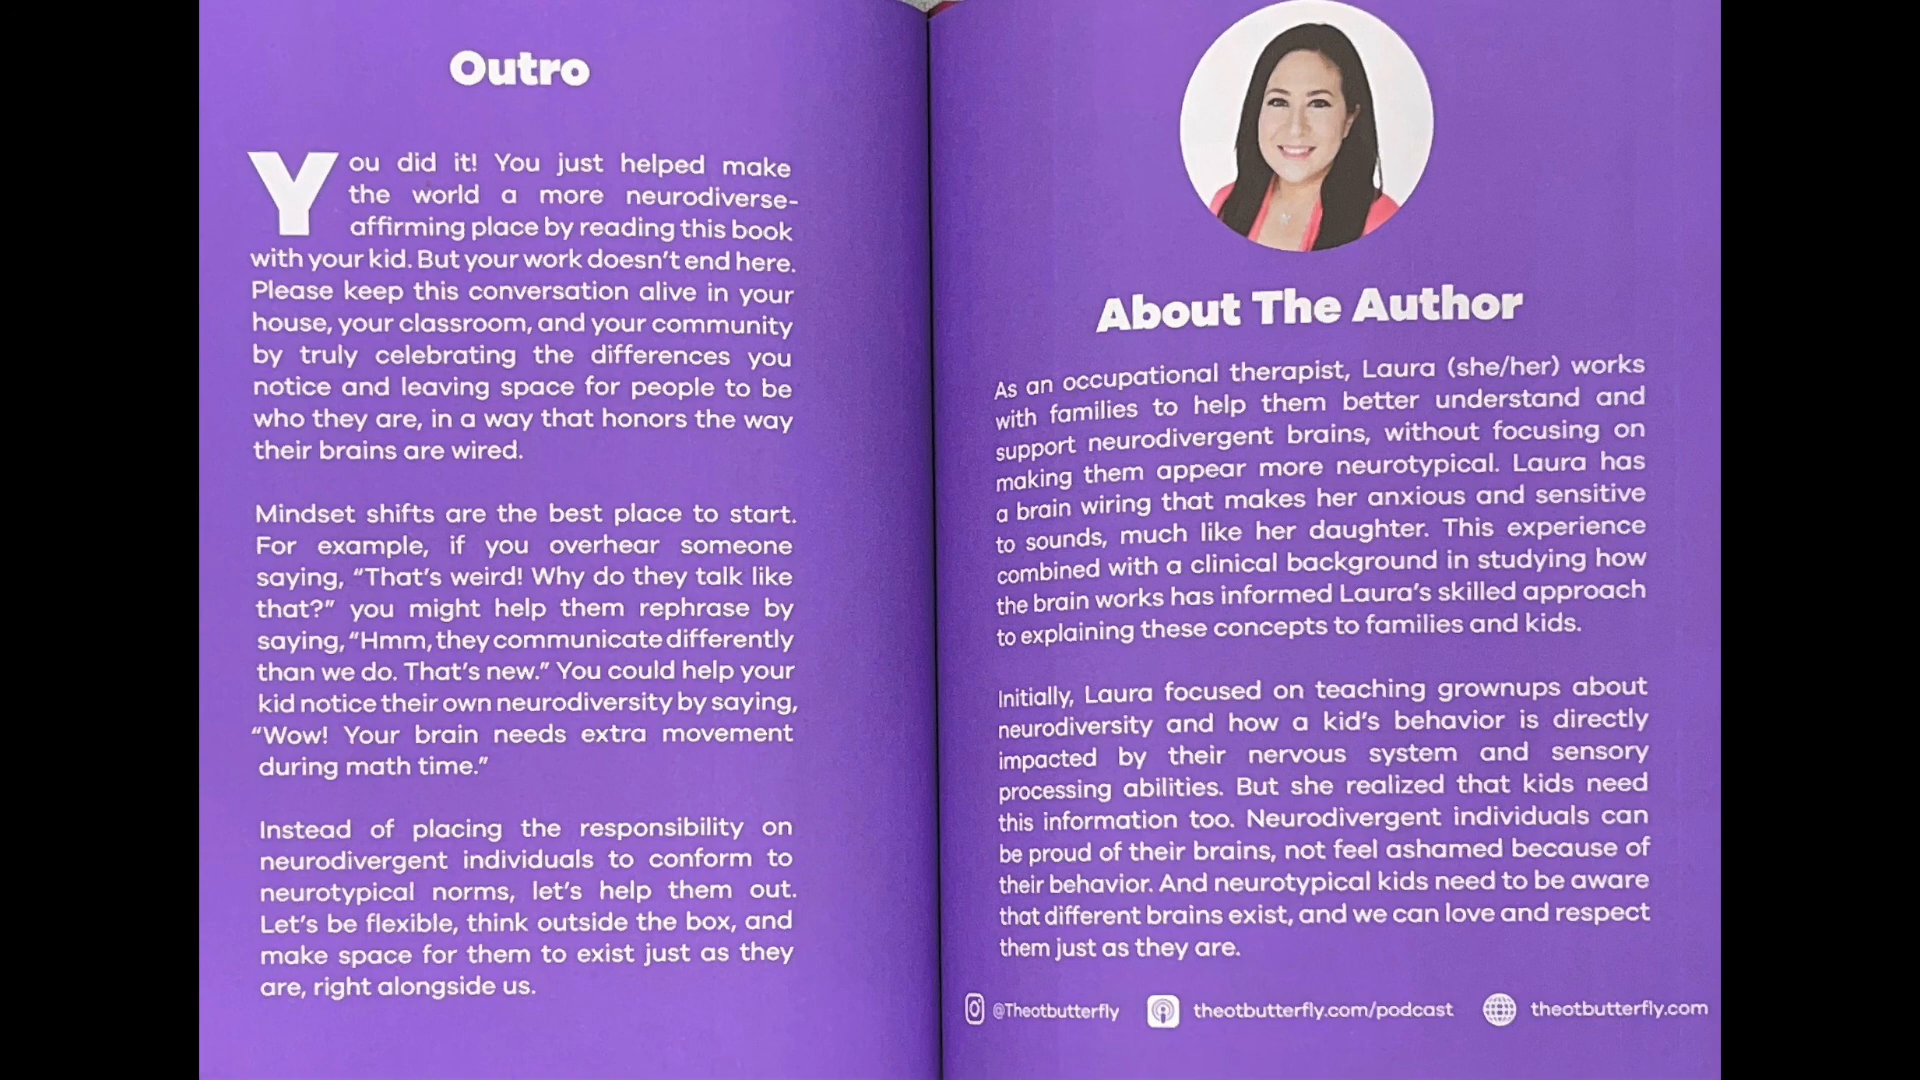 Outro
You did it! You just helped make
the world a more neurodiverse-
affirming place by reading this book
with your kid. But your work doesn't end here.
Please keep this conversation alive in your
house, your classroom, and your community
by truly celebrating the differences you
notice and leaving space for people to be
who they are, in a way that honors the way
their brains are wired.
Mindset shifts are the best place to start.
For example, if you overhear someone
saying, “That's weird! Why do they talk like
that?” you might help them rephrase by
saying, “Hmm, they communicate differently
than we do. That's new.” You could help your
kid notice their own neurodiversity by saying,
“Wow! Your brain needs extra movement
during math time.”
Instead of placing the responsibility on
neurodivergent individuals to conform to
neurotypical norms, let's help them out.
Let's be flexible, think outside the box, and
make space for them to exist just as they
are, right alongside us.
About The Author
As an occupational therapist, Laura (she/her) works
with families to help them better understand and
support neurodivergent brains, without focusing on
making them appear more neurotypical. Laura has
a brain wiring that makes her anxious and sensitive
to sounds, much like her daughter. This experience
combined with a clinical background in studying how
the brain works has informed Laura's skilled approach
to explaining these concepts to families and kids.
Initially, Laura focused on teaching grownups about
neurodiversity and how a kid's behavior is directly
impacted by their nervous system and sensory
processing abilities. But she realized that kids need
this information too. Neurodivergent individuals can
be proud of their brains, not feel ashamed because of
their behavior. And neurotypical kids need to be aware
that different brains exist, and we can love and respect
them just as they are.
@Theotbutterfly theotbutterfly.com/podcast theotbutterfly.com